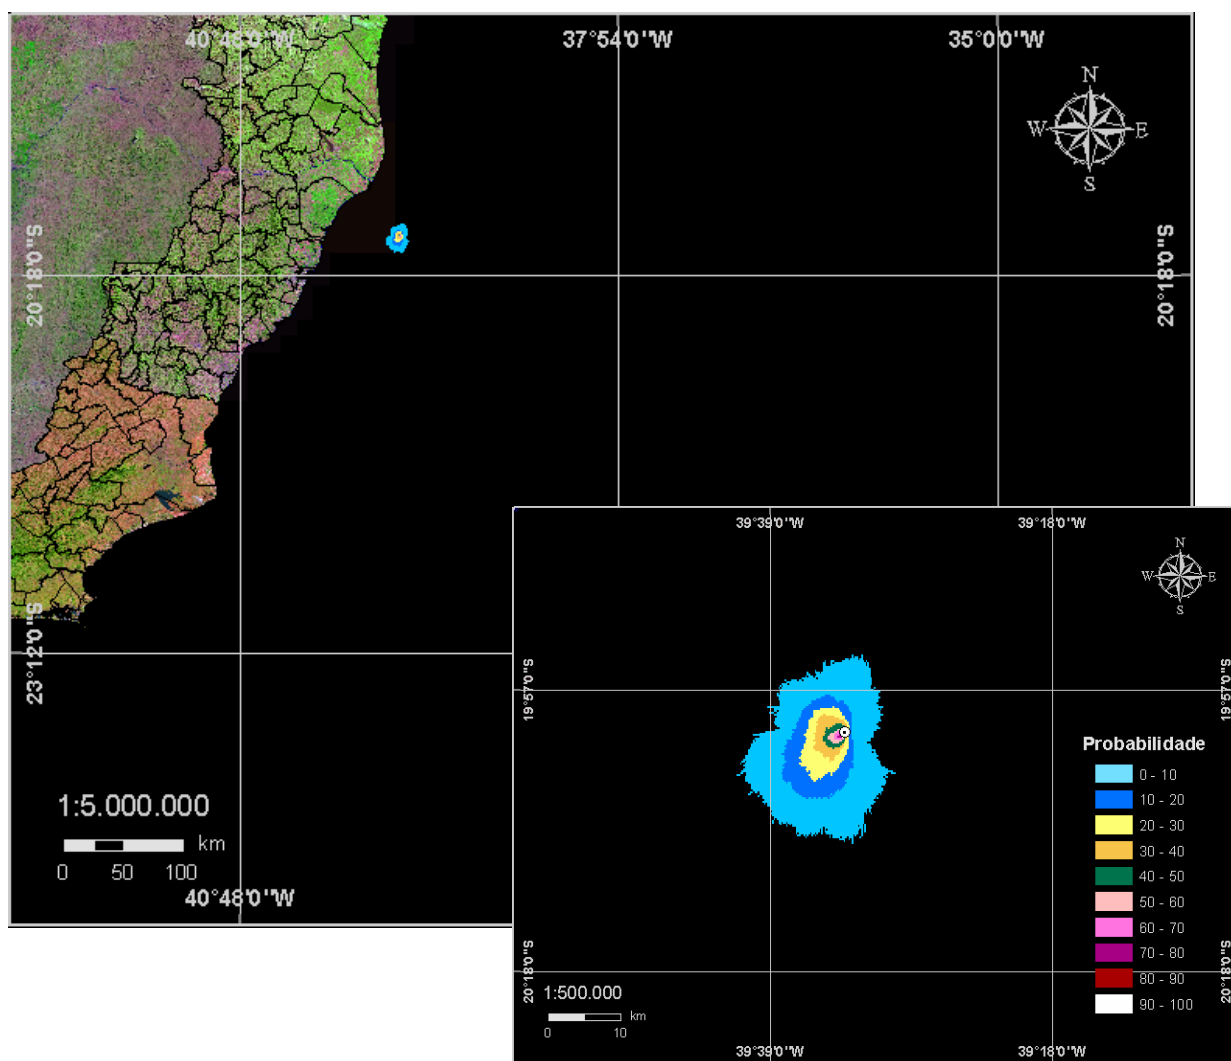 40°48'0"W
37°54'0"W
35°0'0"W
N
W
E
S
20°18'0"S
20°18'0"S
23°12'0"S
1:5.000.000
km
0 50 100
40°48'0"W
39°39'0"W
39°18'0"W
N
W
E
S
19°57'0"S
19°57'0"S
Probabilidade
0 - 10
10 - 20
20 - 30
30 - 40
40 - 50
50 - 60
60 - 70
70 - 80
80 - 90
90 - 100
20°18'0"S
20°18'0"S
1:500.000
km
0 10
39°39'0"W
39°18'0"W